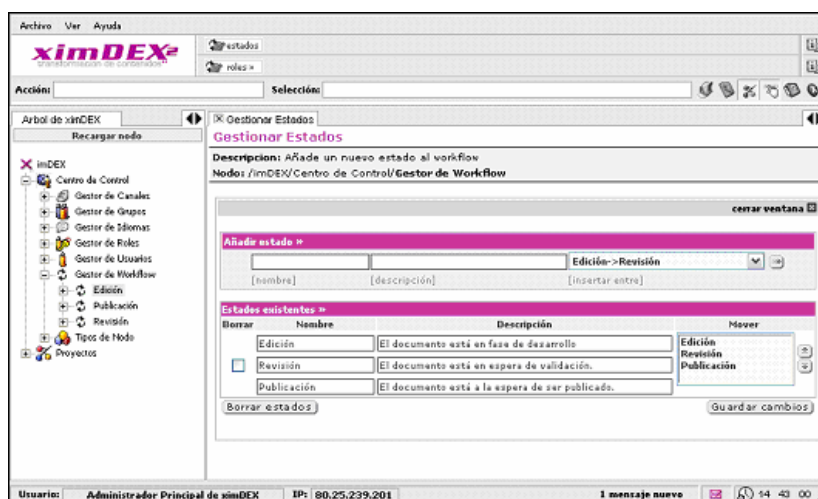 Archivo Ver Ayuda
ximDEX²
transformación de contenidos
estados
roles »
Acción: Selección:
Arbol de ximDEX
Recargar nodo
imDEX
Centro de Control
Gestor de Canales
Gestor de Grupos
Gestor de Idiomas
Gestor de Roles
Gestor de Usuarios
Gestor de Workflow
Edición
Publicación
Revisión
Tipos de Nodo
Proyectos
Gestionar Estados
Gestionar Estados
Descripcion: Añade un nuevo estado al workflow
Nodo: /imDEX/Centro de Control/Gestor de Workflow
cerrar ventana
Añadir estado »
Edición->Revisión
[nombre] [descripción] [insertar entre]
Estados existentes »
Borrar Nombre Descripción Mover
Edición El documento está en fase de desarrollo
Revisión El documento está en espera de validación.
Publicación El documento está a la espera de ser publicado.
Edición
Revisión
Publicación
Borrar estados Guardar cambios
Usuario: Administrador Principal de ximDEX IP: 80.25.239.201 1 mensaje nuevo 14 43 00